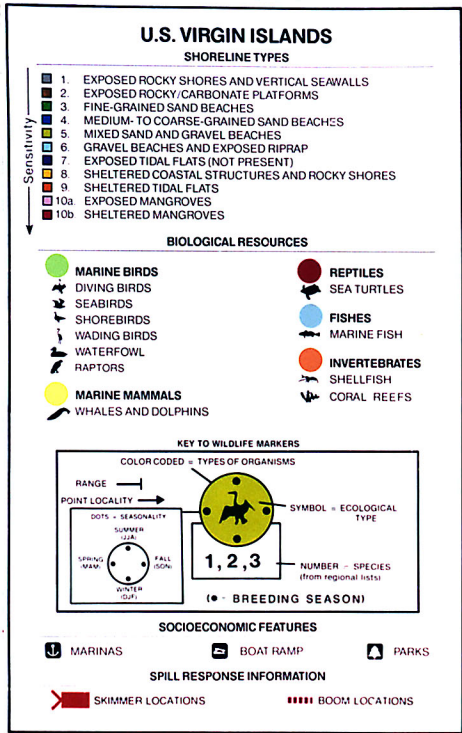 U.S. VIRGIN ISLANDS
SHORELINE TYPES
Sensitivity
1. EXPOSED ROCKY SHORES AND VERTICAL SEAWALLS
2. EXPOSED ROCKY/CARBONATE PLATFORMS
3. FINE-GRAINED SAND BEACHES
4. MEDIUM- TO COARSE-GRAINED SAND BEACHES
5. MIXED SAND AND GRAVEL BEACHES
6. GRAVEL BEACHES AND EXPOSED RIPRAP
7. EXPOSED TIDAL FLATS (NOT PRESENT)
8. SHELTERED COASTAL STRUCTURES AND ROCKY SHORES
9. SHELTERED TIDAL FLATS
10a. EXPOSED MANGROVES
10b SHELTERED MANGROVES
BIOLOGICAL RESOURCES
MARINE BIRDS
DIVING BIRDS
SEABIRDS
SHOREBIRDS
WADING BIRDS
WATERFOWL
RAPTORS
MARINE MAMMALS
WHALES AND DOLPHINS
REPTILES
SEA TURTLES
FISHES
MARINE FISH
INVERTEBRATES
SHELLFISH
CORAL REEFS
KEY TO WILDLIFE MARKERS
COLOR CODED = TYPES OF ORGANISMS
RANGE
POINT LOCALITY
DOTS = SEASONALITY
SUMMER
(JJA)
SPRING
(MAM)
FALL
(SON)
WINTER
(DJF)
SYMBOL = ECOLOGICAL
TYPE
1, 2, 3
NUMBER - SPECIES
(from regional lists)
(● - BREEDING SEASON)
SOCIOECONOMIC FEATURES
MARINAS
BOAT RAMP
PARKS
SPILL RESPONSE INFORMATION
SKIMMER LOCATIONS
BOOM LOCATIONS